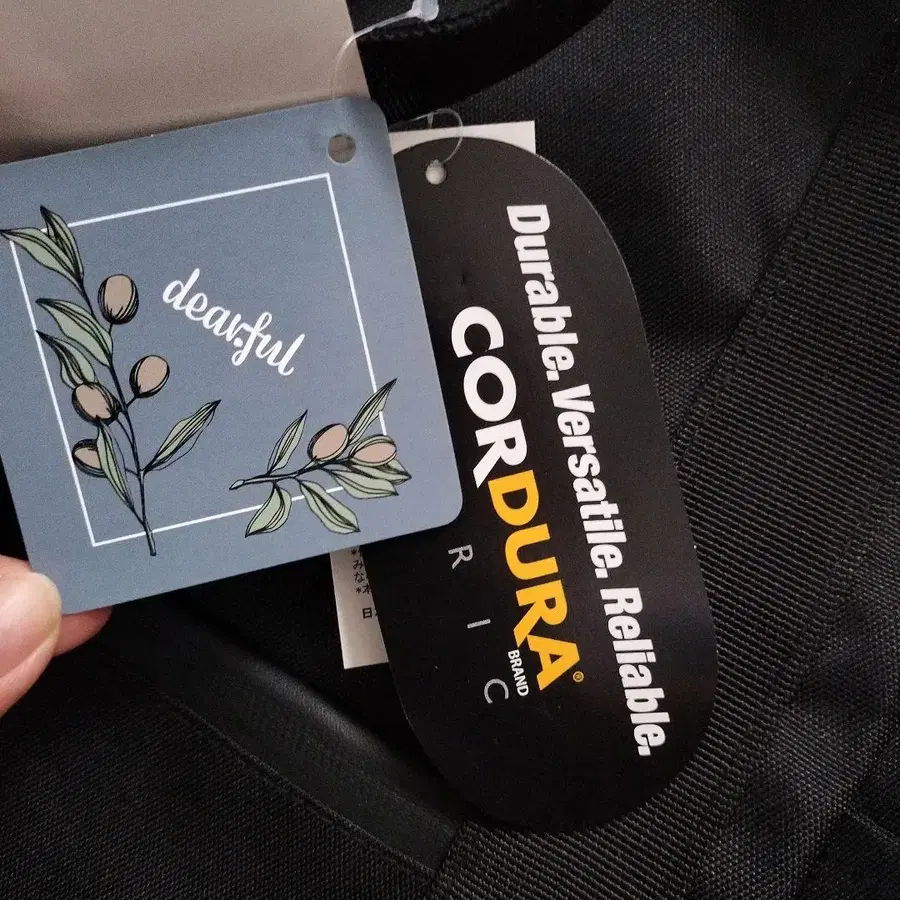 dear.ful
Durable. Versatile. Reliable.
CORDURA®
BRAND
R I C